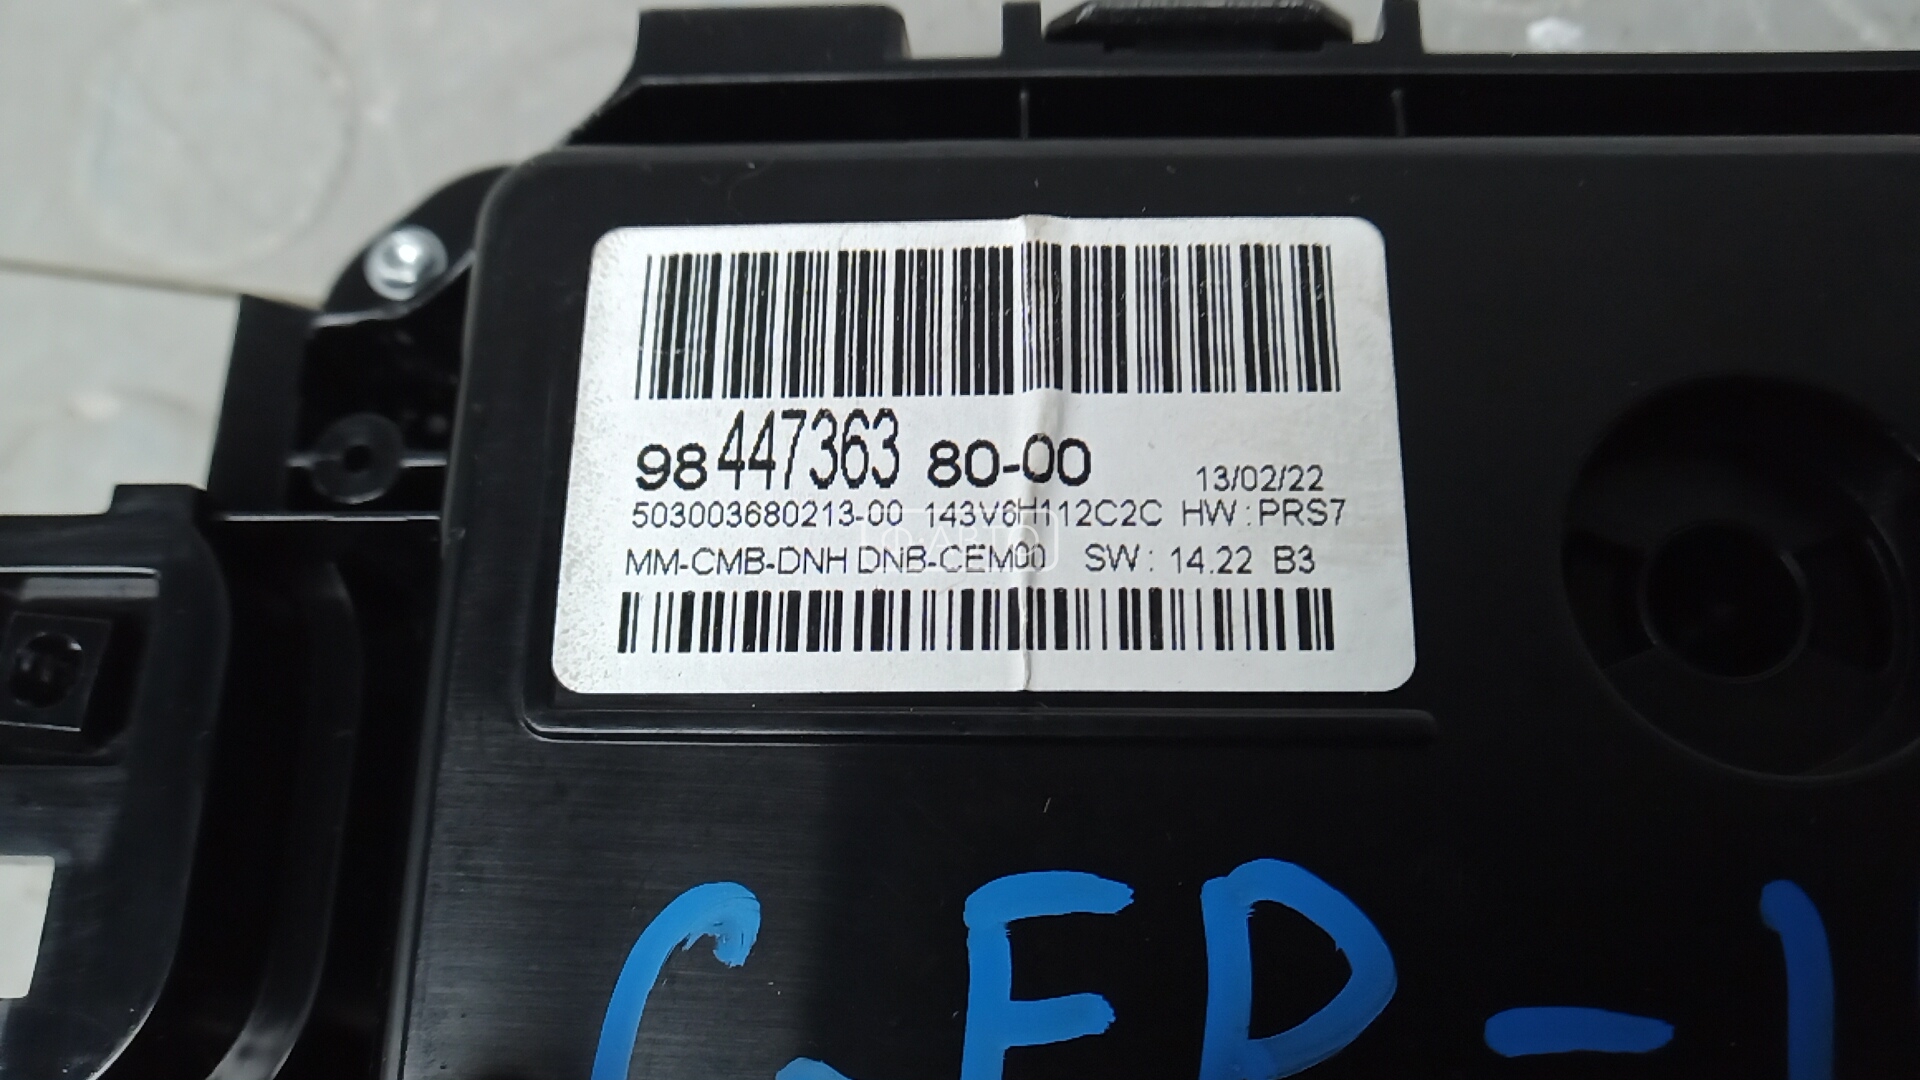 98 447363 80-00 13/02/22
503003680213-00 143V6H112C2C HW:PRS7
MM-CMB-DNH DNB-CEM00 SW: 14.22 B3